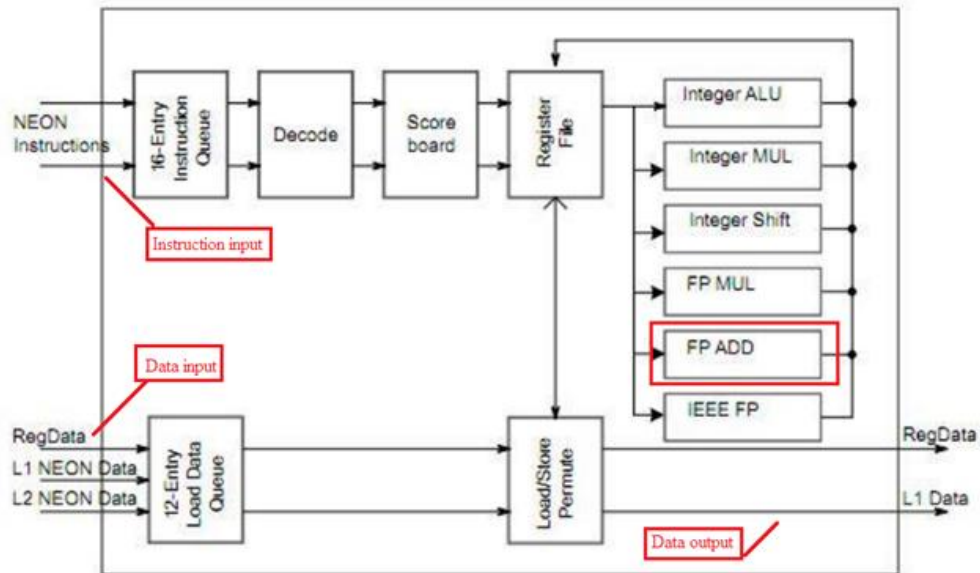 NEON
Instructions
16-Entry
Instruction
Queue
Decode
Score
board
Register
File
Integer ALU
Integer MUL
Integer Shift
FP MUL
FP ADD
IEEE FP
Instruction input
Data input
RegData
L1 NEON Data
L2 NEON Data
12-Entry
Load Data
Queue
Load/Store
Permute
RegData
L1 Data
Data output